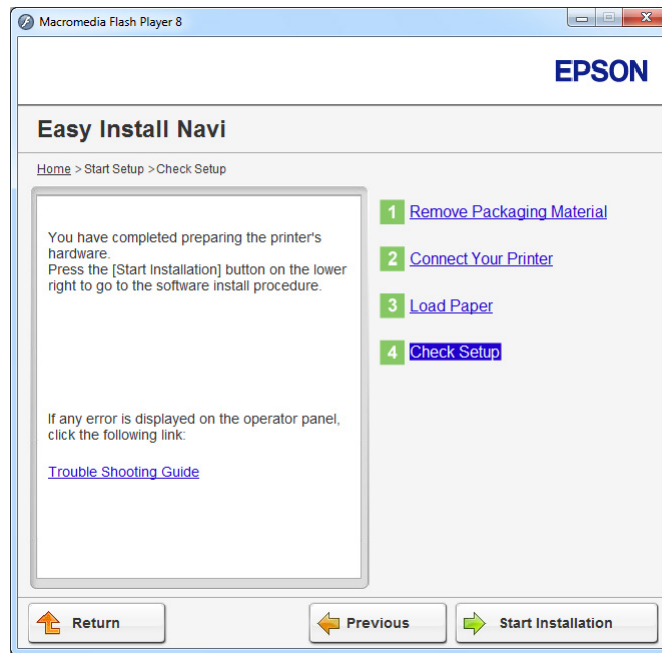 Macromedia Flash Player 8
EPSON
Easy Install Navi
Home > Start Setup >Check Setup
You have completed preparing the printer's
hardware.
Press the [Start Installation] button on the lower
right to go to the software install procedure.
If any error is displayed on the operator panel,
click the following link:
Trouble Shooting Guide
1 Remove Packaging Material
2 Connect Your Printer
3 Load Paper
4 Check Setup
Return
Previous
Start Installation